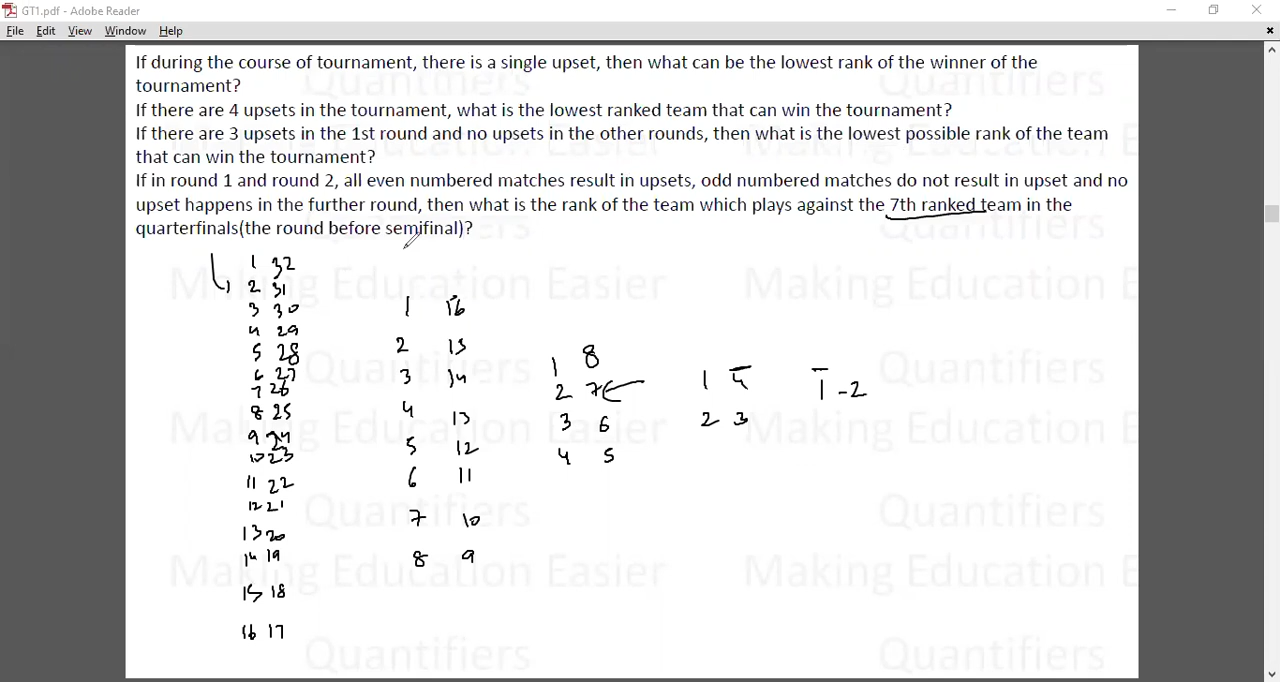 GT1.pdf - Adobe Reader
File Edit View Window Help
If during the course of tournament, there is a single upset, then what can be the lowest rank of the winner of the
tournament?
If there are 4 upsets in the tournament, what is the lowest ranked team that can win the tournament?
If there are 3 upsets in the 1st round and no upsets in the other rounds, then what is the lowest possible rank of the team
that can win the tournament?
If in round 1 and round 2, all even numbered matches result in upsets, odd numbered matches do not result in upset and no
upset happens in the further round, then what is the rank of the team which plays against the 7th ranked team in the
quarterfinals(the round before semifinal)?
1 32
2 31
3 30
4 29
5 28
6 27
7 26
8 25
9 24
10 23
11 22
12 21
13 20
14 19
15 18
16 17
1 16
2 15
3 14
4 13
5 12
6 11
7 10
8 9
1 8
2 7
3 6
4 5
1 4
2 3
1 - 2
Making Education Easier
Quantifiers